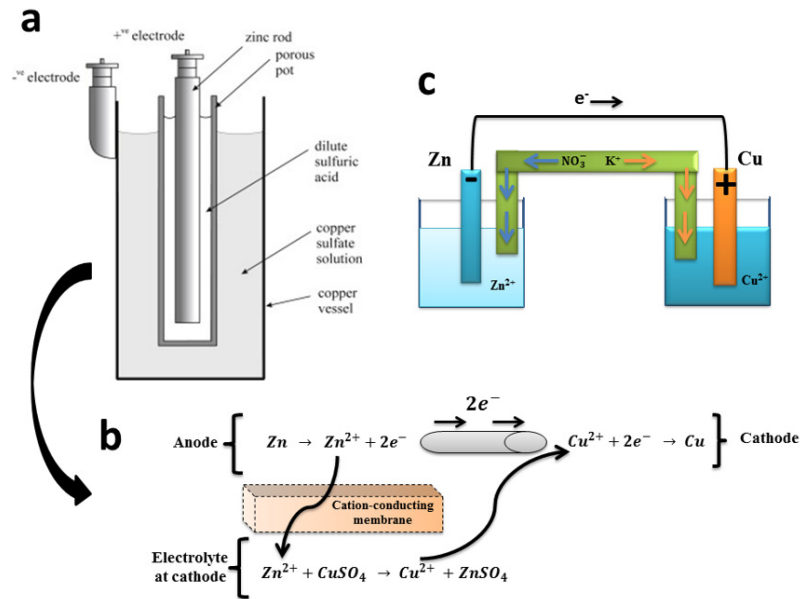 a
+ve electrode
zinc rod
porous
pot
-ve electrode
dilute
sulfuric
acid
copper
sulfate
solution
copper
vessel
c
e- →
Zn
NO₃⁻ K⁺
Cu
-
+
Zn²⁺
Cu²⁺
b
2e⁻
Anode
Zn → Zn²⁺ + 2e⁻
Cu²⁺ + 2e⁻ → Cu
Cathode
Cation-conducting
membrane
Electrolyte
at cathode
Zn²⁺ + CuSO₄ → Cu²⁺ + ZnSO₄